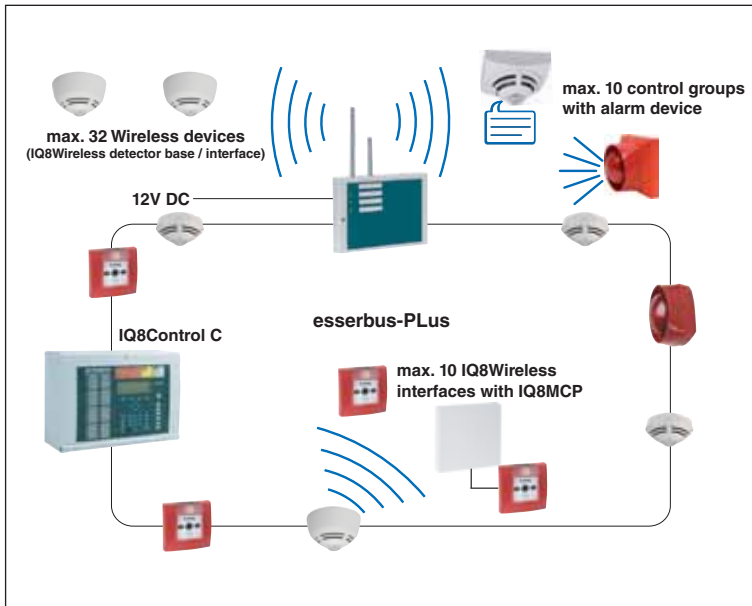 max. 10 control groups
with alarm device
max. 32 Wireless devices
(IQ8Wireless detector base / interface)
12V DC
esserbus-PLus
IQ8Control C
max. 10 IQ8Wireless
interfaces with IQ8MCP